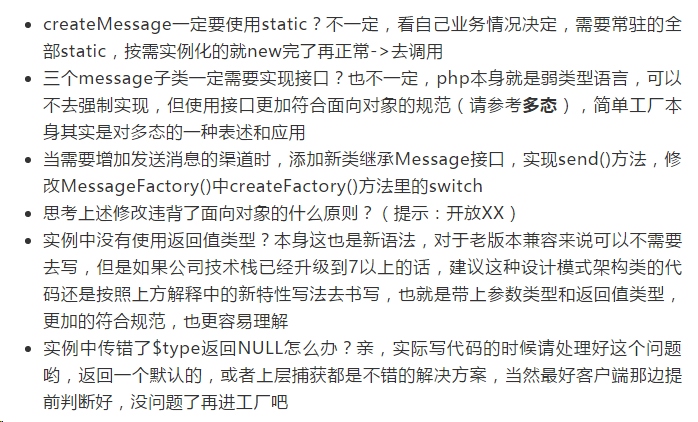 createMessage一定要使用static？不一定，看自己业务情况决定，需要常驻的全
部static，按需实例化的就new完了再正常->去调用
三个message子类一定需要实现接口？也不一定，php本身就是弱类型语言，可以
不去强制实现，但使用接口更加符合面向对象的规范（请参考多态），简单工厂本
身其实是对多态的一种表述和应用
当需要增加发送消息的渠道时，添加新类继承Message接口，实现send()方法，修
改MessageFactory()中createFactory()方法里的switch
思考上述修改违背了面向对象的什么原则？（提示：开放XX）
实例中没有使用返回值类型？本身这也是新语法，对于老版本兼容来说可以不需要
去写，但是如果公司技术栈已经升级到7以上的话，建议这种设计模式架构类的代
码还是按照上方解释中的新特性写法去书写，也就是带上参数类型和返回值类型，
更加的符合规范，也更容易理解
实例中传错了$type返回NULL怎么办？亲，实际写代码的时候请处理好这个问题
哟，返回一个默认的，或者上层捕获都是不错的解决方案，当然最好客户端那边提
前判断好，没问题了再进工厂吧